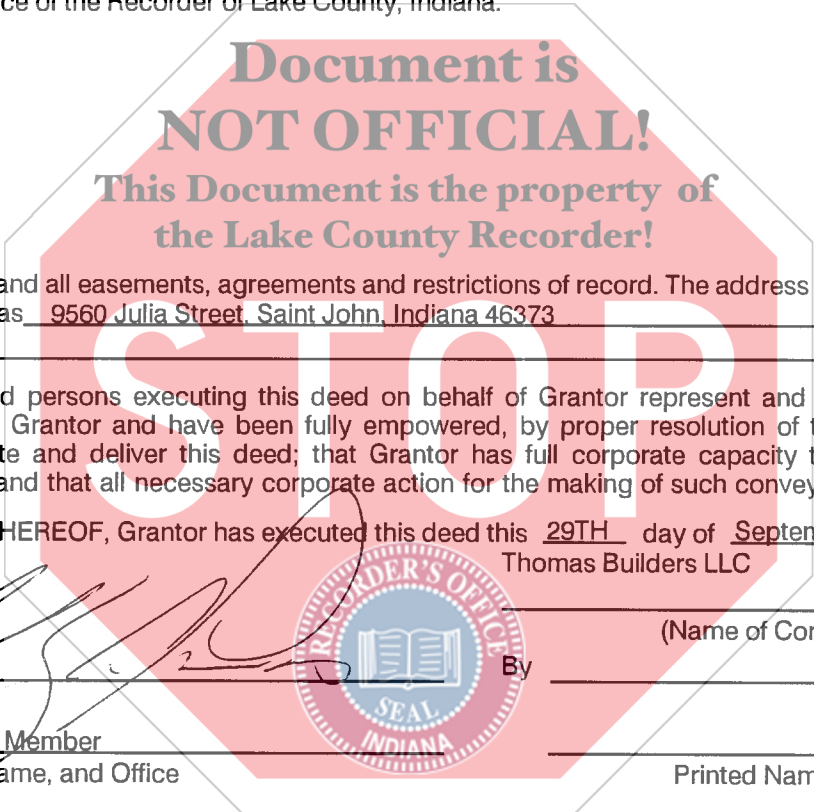 ce of the Recorder of Lake County, Indiana.
Document is
NOT OFFICIAL!
This Document is the property of
the Lake County Recorder!
and all easements, agreements and restrictions of record. The address
as 9560 Julia Street, Saint John, Indiana 46373
STOP
d persons executing this deed on behalf of Grantor represent and
Grantor and have been fully empowered, by proper resolution of t
te and deliver this deed; that Grantor has full corporate capacity t
and that all necessary corporate action for the making of such convey
HEREOF, Grantor has executed this deed this 29TH day of Septem
Thomas Builders LLC
(Name of Cor
By
RECORDER'S OFFICE
SEAL
INDIANA
Member
ame, and Office
Printed Nam